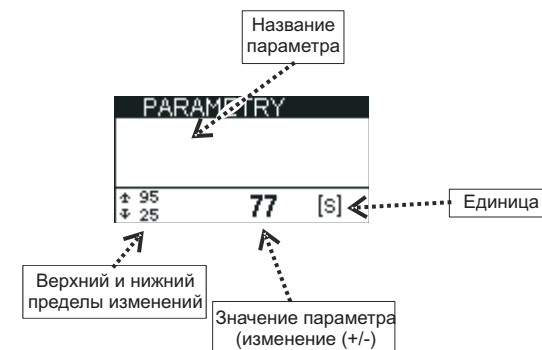 Название
параметра
PARAMETRY
95
25
77
[s]
Единица
Верхний и нижний
пределы изменений
Значение параметра
(изменение (+/-)